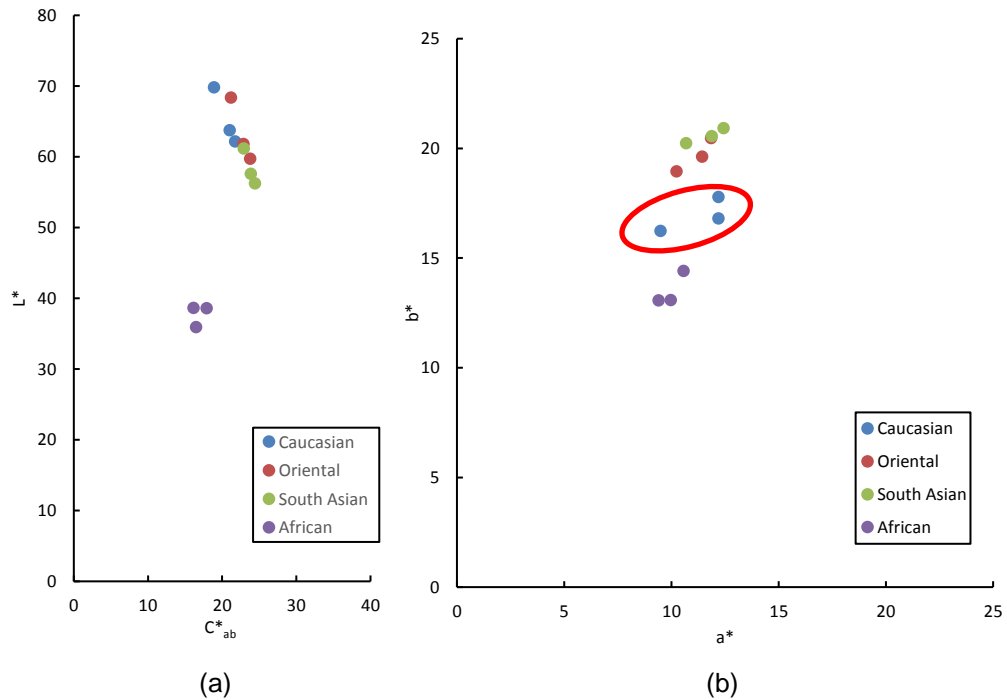 80
70
60
50
40
30
20
10
0
L*
0 10 20 30 40
C*ab
Caucasian
Oriental
South Asian
African
(a)
25
20
15
10
5
0
b*
0 5 10 15 20 25
a*
Caucasian
Oriental
South Asian
African
(b)